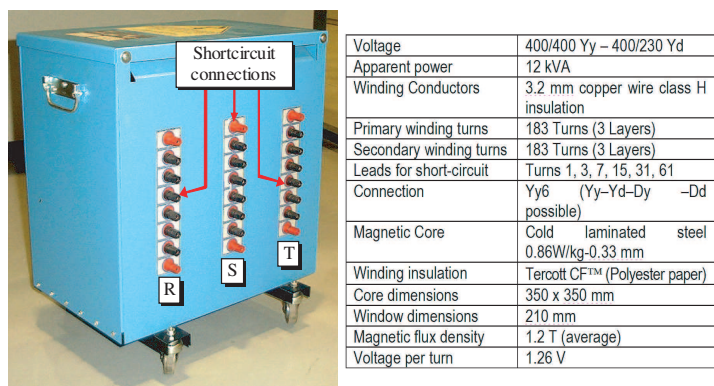 Shortcircuit
connections
R
S
T
Voltage 400/400 Yy – 400/230 Yd
Apparent power 12 kVA
Winding Conductors 3.2 mm copper wire class H
insulation
Primary winding turns 183 Turns (3 Layers)
Secondary winding turns 183 Turns (3 Layers)
Leads for short-circuit Turns 1, 3, 7, 15, 31, 61
Connection Yy6 (Yy–Yd–Dy –Dd
possible)
Magnetic Core Cold laminated steel
0.86W/kg-0.33 mm
Winding insulation Tercott CF™ (Polyester paper)
Core dimensions 350 x 350 mm
Window dimensions 210 mm
Magnetic flux density 1.2 T (average)
Voltage per turn 1.26 V